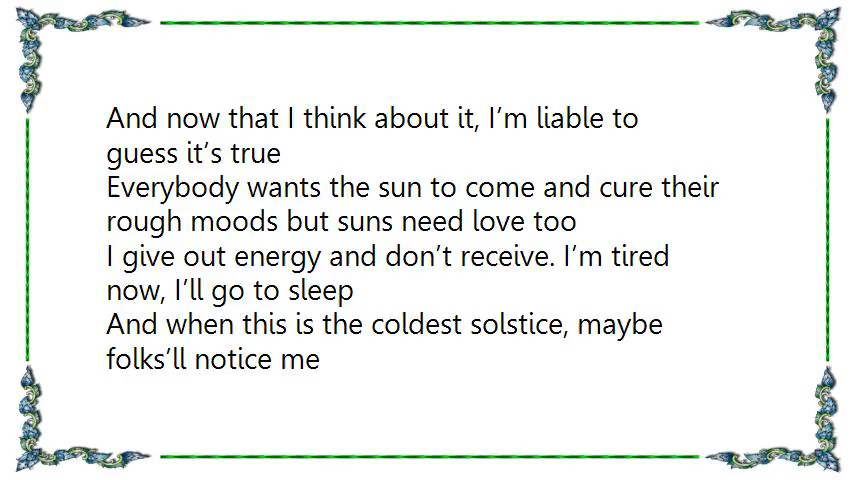 And now that I think about it, I’m liable to
guess it’s true
Everybody wants the sun to come and cure their
rough moods but suns need love too
I give out energy and don’t receive. I’m tired
now, I’ll go to sleep
And when this is the coldest solstice, maybe
folks’ll notice me